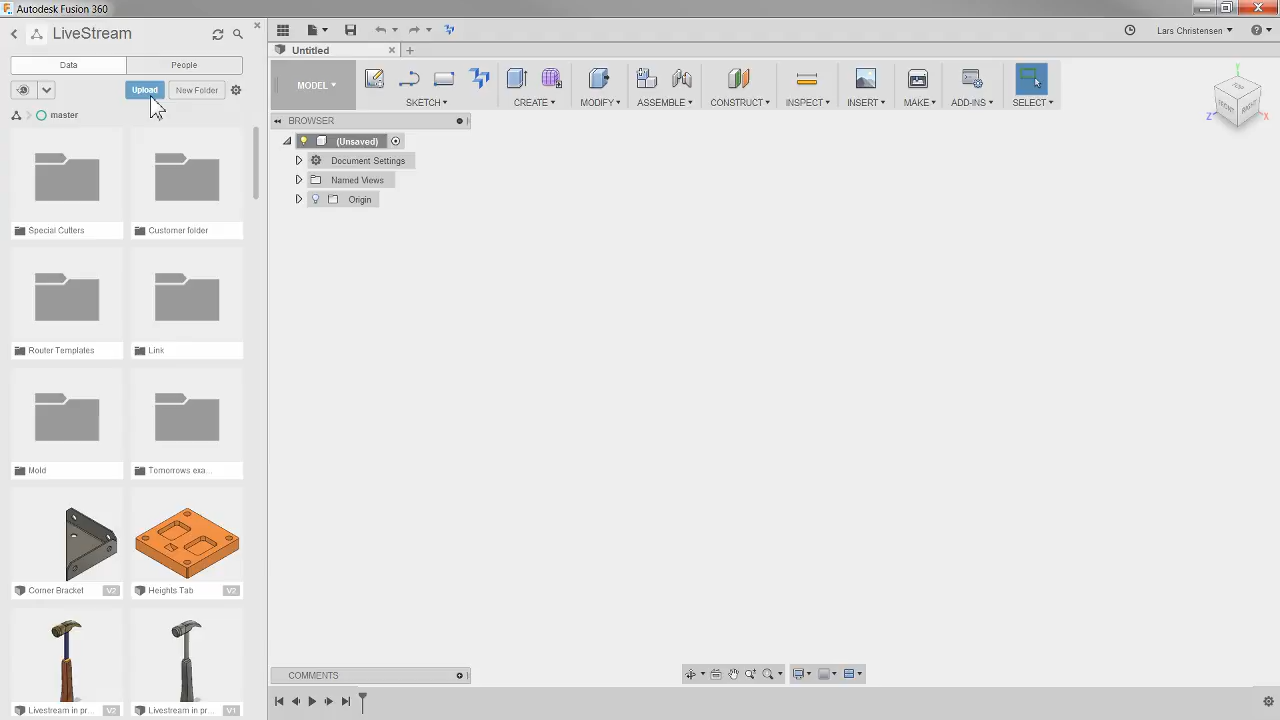 Autodesk Fusion 360
LiveStream
Data
People
Upload
New Folder
master
Special Cutters
Customer folder
Router Templates
Link
Mold
Tomorrows exa...
Corner Bracket
V2
Heights Tab
V2
Livestream in pr...
V2
Livestream in pr...
V1
Lars Christensen
Untitled
MODEL
SKETCH
CREATE
MODIFY
ASSEMBLE
CONSTRUCT
INSPECT
INSERT
MAKE
ADD-INS
SELECT
BROWSER
(Unsaved)
Document Settings
Named Views
Origin
Y
TOP
FRONT
RIGHT
Z
X
COMMENTS